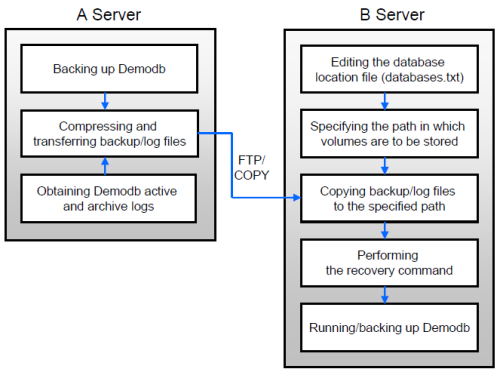 A Server
Backing up Demodb
Compressing and
transferring backup/log files
Obtaining Demodb active
and archive logs
FTP/
COPY
B Server
Editing the database
location file (databases.txt)
Specifying the path in which
volumes are to be stored
Copying backup/log files
to the specified path
Performing
the recovery command
Running/backing up Demodb